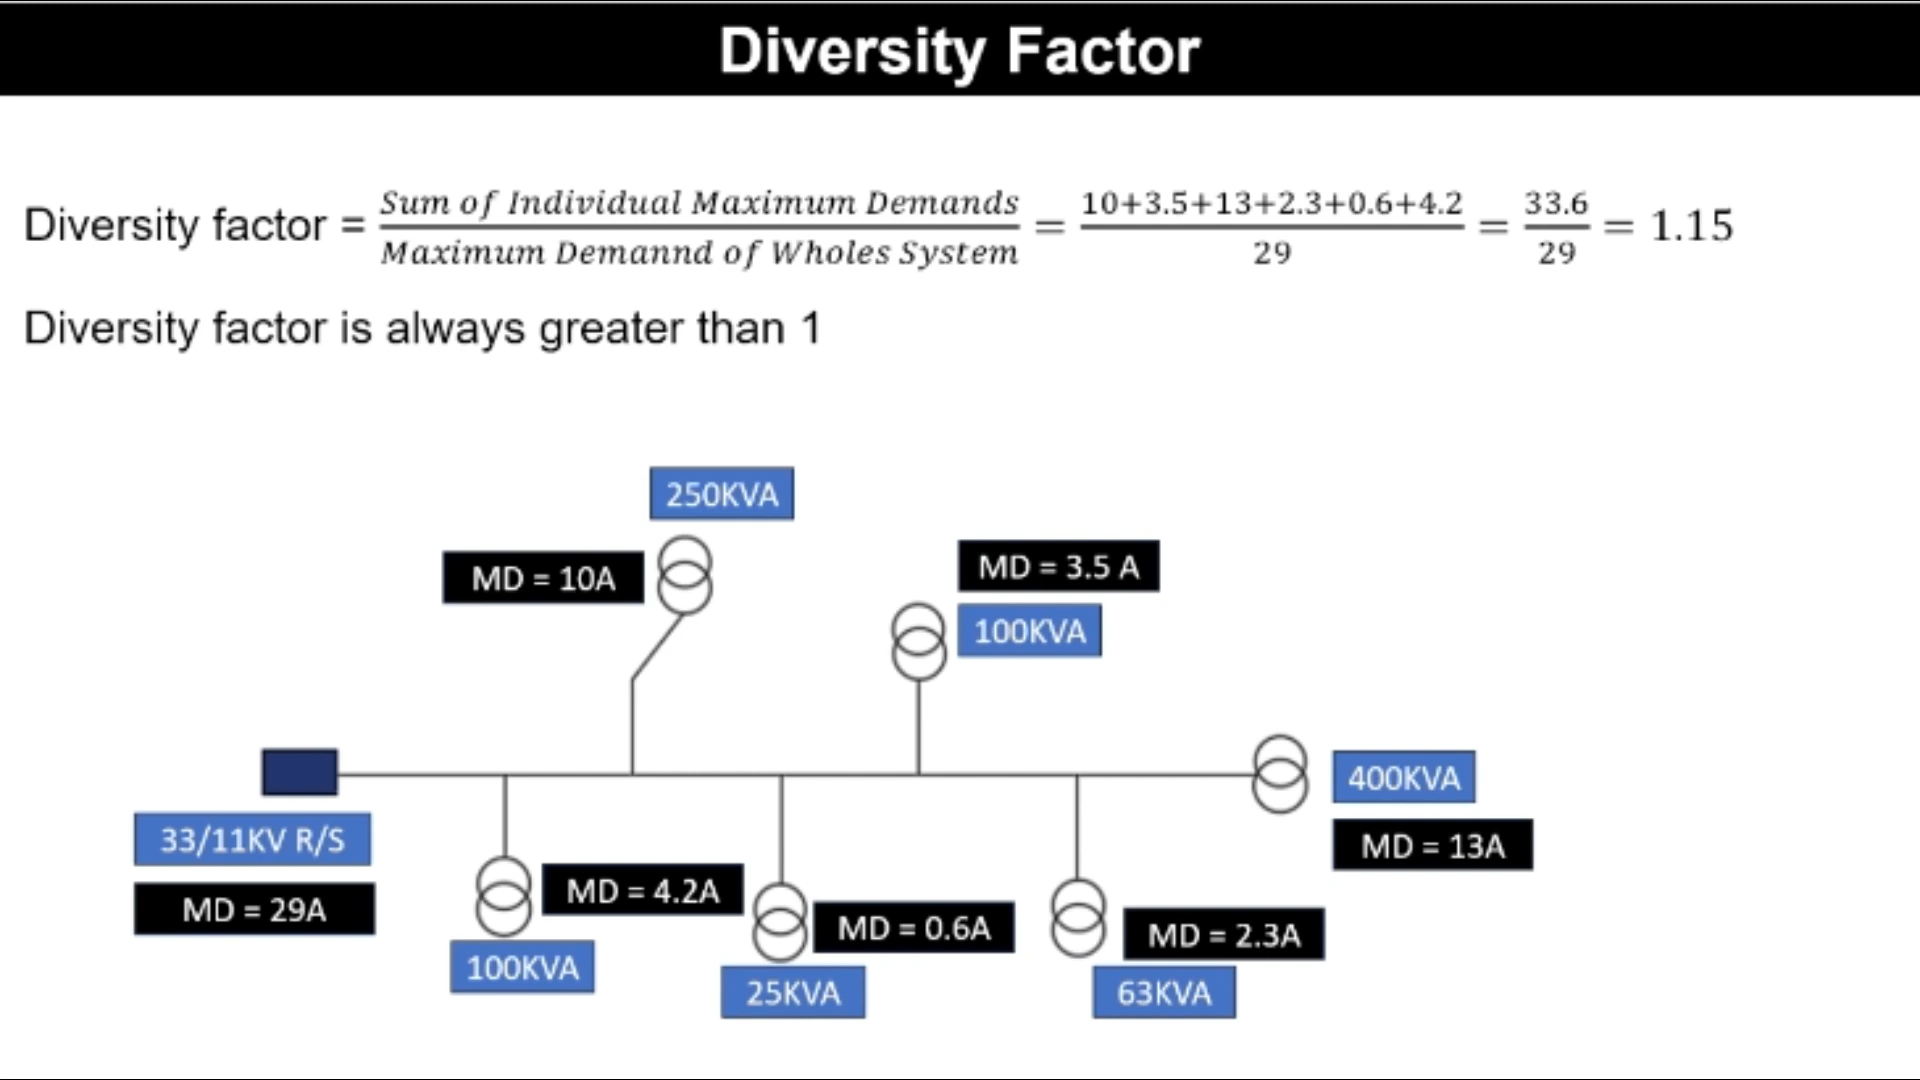 Diversity Factor
Diversity factor = \frac{Sum of Individual Maximum Demands}{Maximum Demannd of Wholes System} = \frac{10+3.5+13+2.3+0.6+4.2}{29} = \frac{33.6}{29} = 1.15
Diversity factor is always greater than 1
250KVA
MD = 10A
MD = 3.5 A
100KVA
400KVA
MD = 13A
33/11KV R/S
MD = 29A
MD = 4.2A
100KVA
MD = 0.6A
25KVA
MD = 2.3A
63KVA